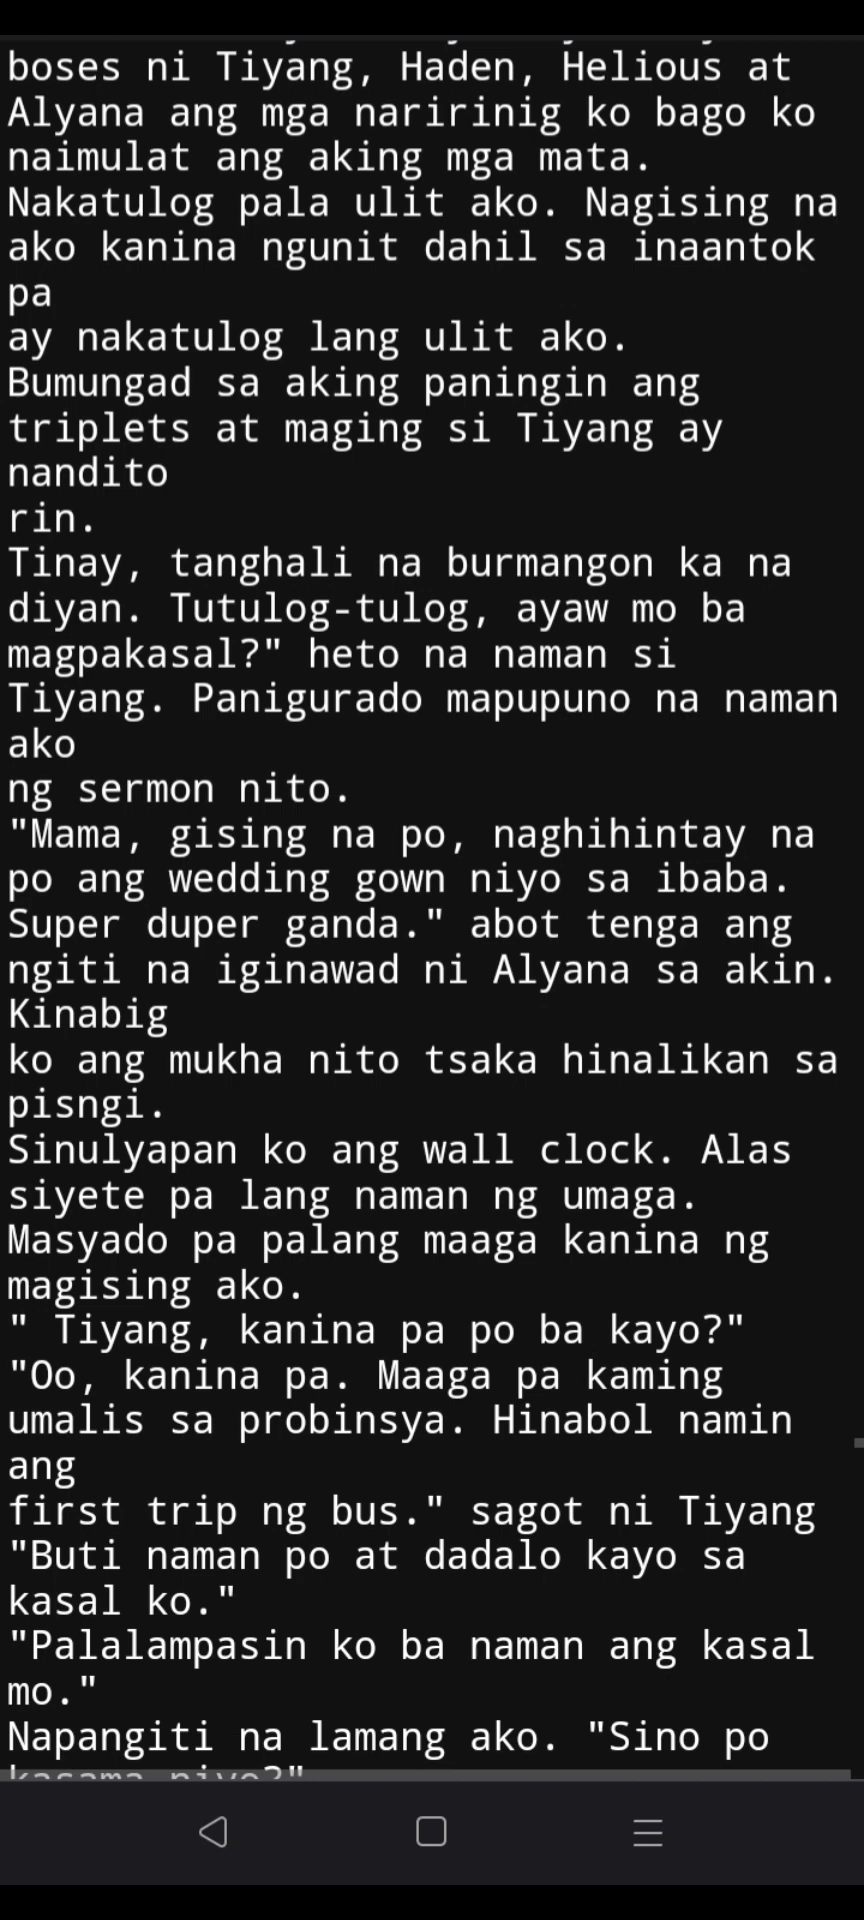 boses ni Tiyang, Haden, Helious at
Alyana ang mga naririnig ko bago ko
naimulat ang aking mga mata.
Nakatulog pala ulit ako. Nagising na
ako kanina ngunit dahil sa inaantok
pa
ay nakatulog lang ulit ako.
Bumungad sa aking paningin ang
triplets at maging si Tiyang ay
nandito
rin.
Tinay, tanghali na burmangon ka na
diyan. Tutulog-tulog, ayaw mo ba
magpakasal?" heto na naman si
Tiyang. Panigurado mapupuno na naman
ako
ng sermon nito.
"Mama, gising na po, naghihintay na
po ang wedding gown niyo sa ibaba.
Super duper ganda." abot tenga ang
ngiti na iginawad ni Alyana sa akin.
Kinabig
ko ang mukha nito tsaka hinalikan sa
pisngi.
Sinulyapan ko ang wall clock. Alas
siyete pa lang naman ng umaga.
Masyado pa palang maaga kanina ng
magising ako.
" Tiyang, kanina pa po ba kayo?"
"Oo, kanina pa. Maaga pa kaming
umalis sa probinsya. Hinabol namin
ang
first trip ng bus." sagot ni Tiyang
"Buti naman po at dadalo kayo sa
kasal ko."
"Palalampasin ko ba naman ang kasal
mo."
Napangiti na lamang ako. "Sino po
kasama niyo?"